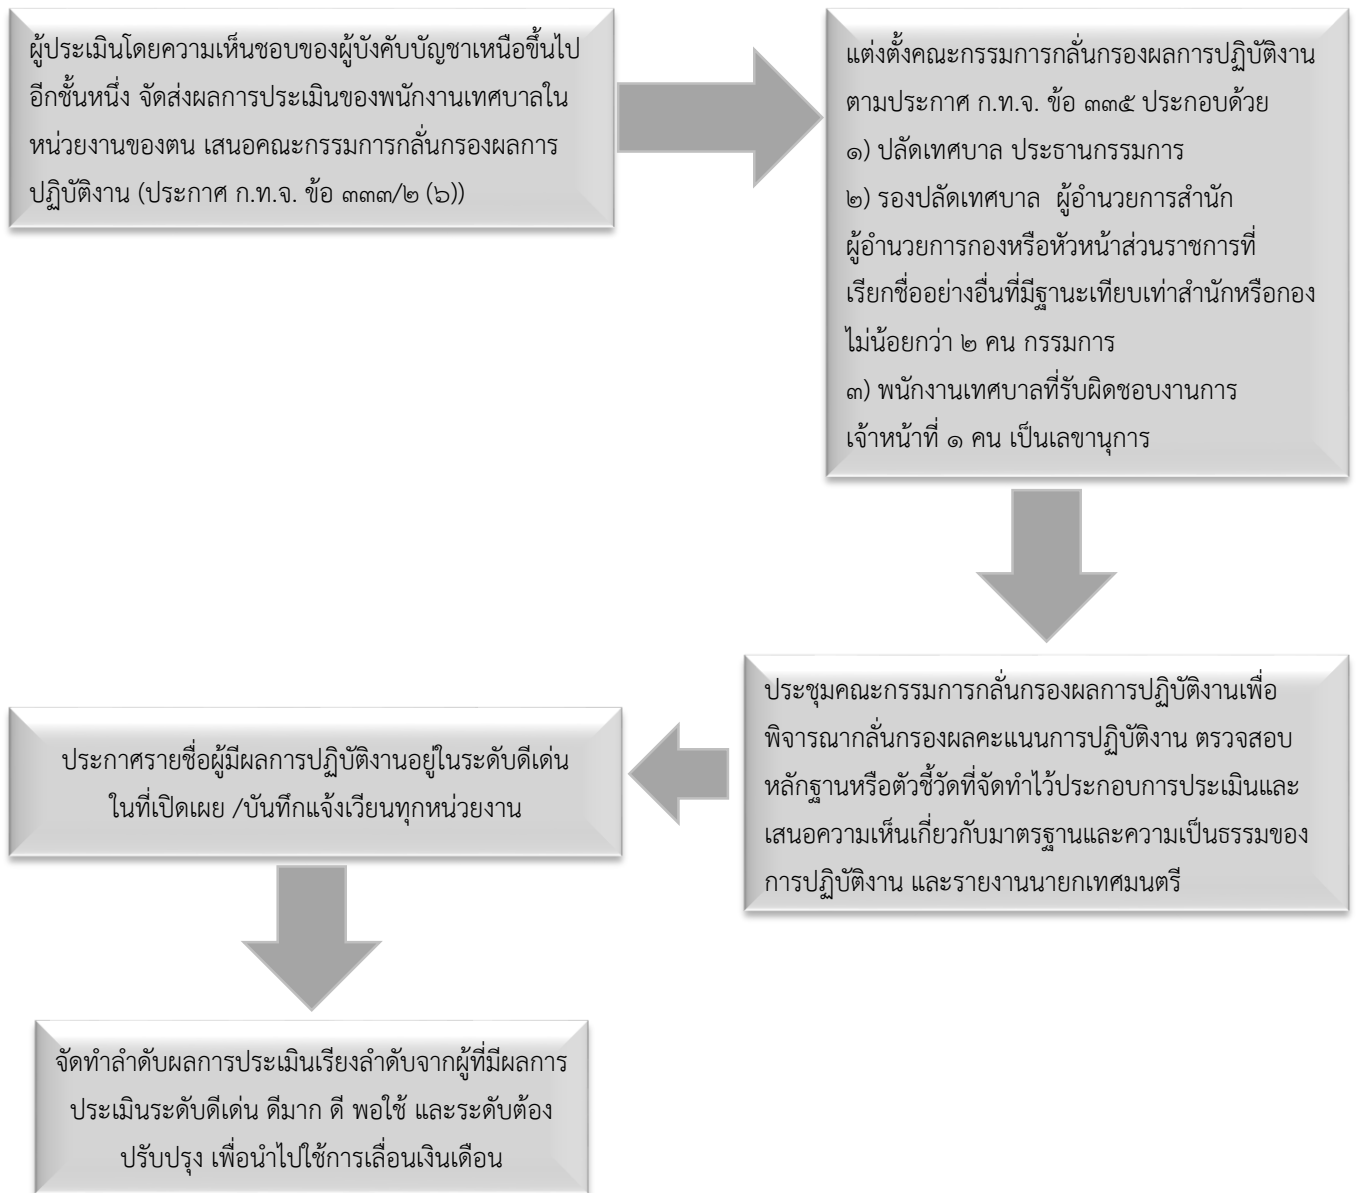 ผู้ประเมินโดยความเห็นชอบของผู้บังคับบัญชาเหนือขึ้นไป
อีกชั้นหนึ่ง จัดส่งผลการประเมินของพนักงานเทศบาลใน
หน่วยงานของตน เสนอคณะกรรมการกลั่นกรองผลการ
ปฏิบัติงาน (ประกาศ ก.ท.จ. ข้อ ๓๓๓/๒ (๖))
แต่งตั้งคณะกรรมการกลั่นกรองผลการปฏิบัติงาน
ตามประกาศ ก.ท.จ. ข้อ ๓๓๕ ประกอบด้วย
๑) ปลัดเทศบาล ประธานกรรมการ
๒) รองปลัดเทศบาล ผู้อำนวยการสำนัก
ผู้อำนวยการกองหรือหัวหน้าส่วนราชการที่
เรียกชื่ออย่างอื่นที่มีฐานะเทียบเท่าสำนักหรือกอง
ไม่น้อยกว่า ๒ คน กรรมการ
๓) พนักงานเทศบาลที่รับผิดชอบงานการ
เจ้าหน้าที่ ๑ คน เป็นเลขานุการ
ประชุมคณะกรรมการกลั่นกรองผลการปฏิบัติงานเพื่อ
พิจารณากลั่นกรองผลคะแนนการปฏิบัติงาน ตรวจสอบ
หลักฐานหรือตัวชี้วัดที่จัดทำไว้ประกอบการประเมินและ
เสนอความเห็นเกี่ยวกับมาตรฐานและความเป็นธรรมของ
การปฏิบัติงาน และรายงานนายกเทศมนตรี
ประกาศรายชื่อผู้มีผลการปฏิบัติงานอยู่ในระดับดีเด่น
ในที่เปิดเผย /บันทึกแจ้งเวียนทุกหน่วยงาน
จัดทำลำดับผลการประเมินเรียงลำดับจากผู้ที่มีผลการ
ประเมินระดับดีเด่น ดีมาก ดี พอใช้ และระดับต้อง
ปรับปรุง เพื่อนำไปใช้การเลื่อนเงินเดือน